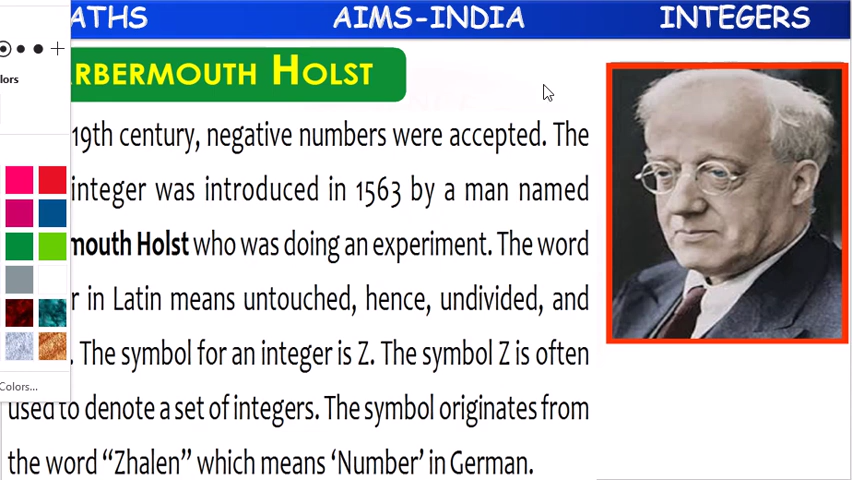 ATHS AIMS-INDIA INTEGERS
lors
RBERMOUTH HOLST
19th century, negative numbers were accepted. The
integer was introduced in 1563 by a man named
mouth Holst who was doing an experiment. The word
r in Latin means untouched, hence, undivided, and
. The symbol for an integer is Z. The symbol Z is often
used to denote a set of integers. The symbol originates from
the word “Zhalen” which means ‘Number’ in German.
Colors...